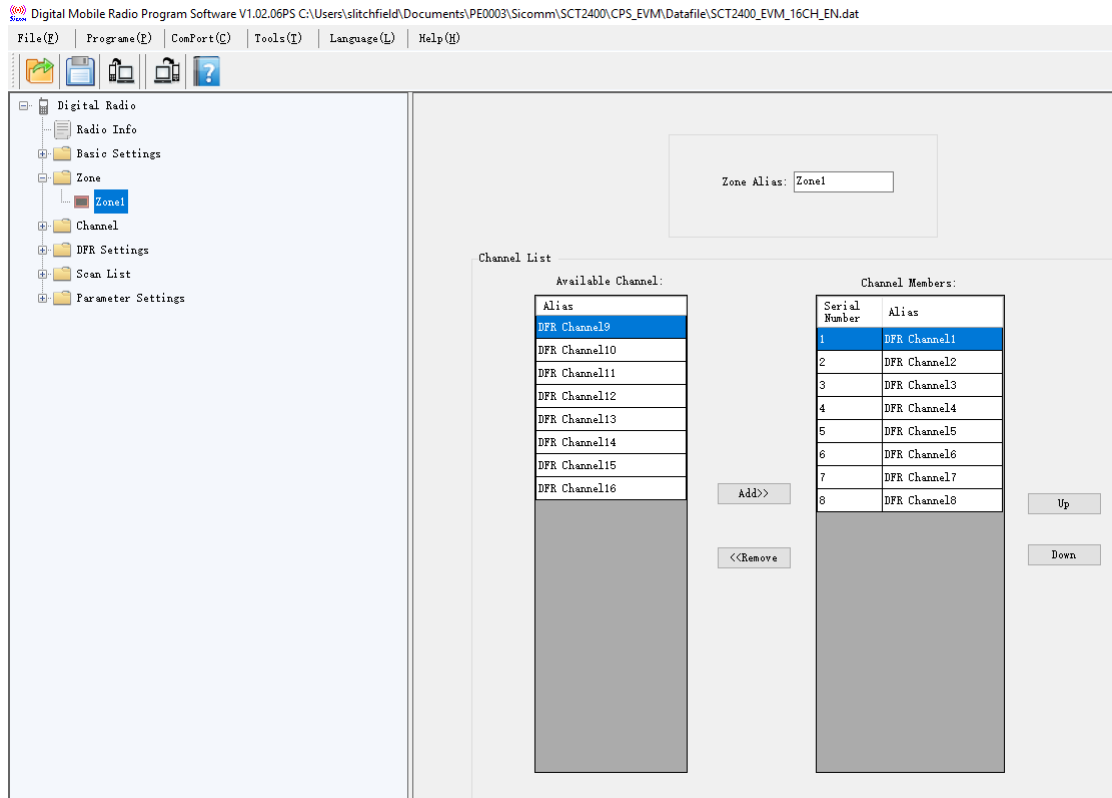 Digital Mobile Radio Program Software V1.02.06PS C:\Users\slitchfield\Documents\PE0003\Sicomm\SCT2400\CPS_EVM\Datafile\SCT2400_EVM_16CH_EN.dat
File(F) Programe(P) ComPort(C) Tools(T) Language(L) Help(H)
Digital Radio
Radio Info
Basic Settings
Zone
Zone1
Channel
DFR Settings
Scan List
Parameter Settings
Zone Alias: Zone1
Channel List
Available Channel:
Alias
DFR Channel9
DFR Channel10
DFR Channel11
DFR Channel12
DFR Channel13
DFR Channel14
DFR Channel15
DFR Channel16
Add>>
<<Remove
Channel Members:
Serial Number Alias
1 DFR Channel1
2 DFR Channel2
3 DFR Channel3
4 DFR Channel4
5 DFR Channel5
6 DFR Channel6
7 DFR Channel7
8 DFR Channel8
Up
Down